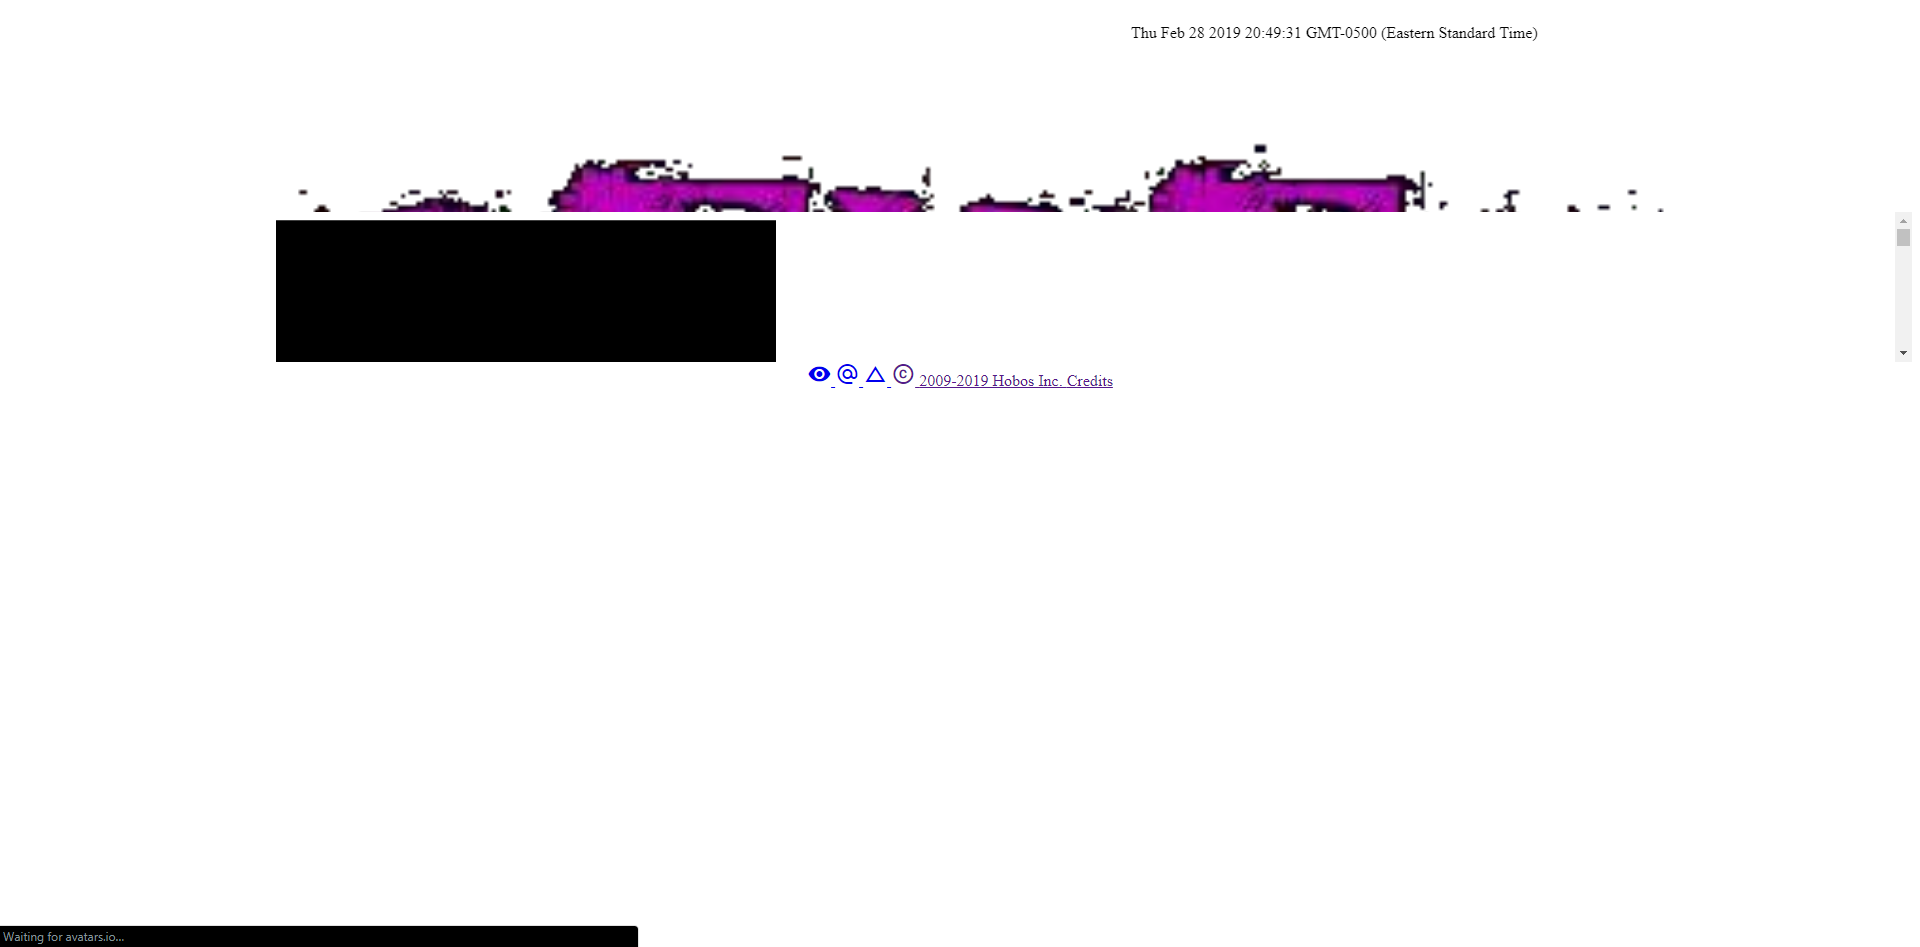 Thu Feb 28 2019 20:49:31 GMT-0500 (Eastern Standard Time)
© 2009-2019 Hobos Inc. Credits
Waiting for avatars.io...